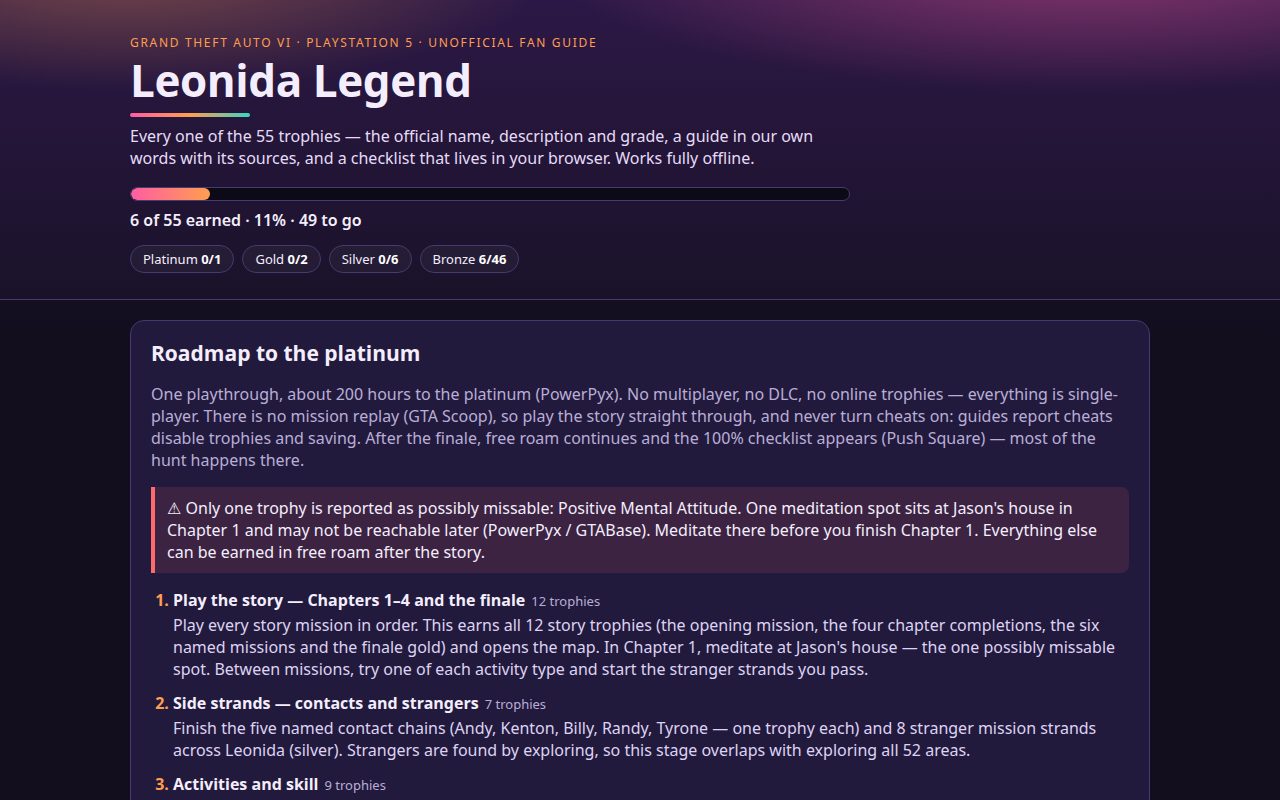 GRAND THEFT AUTO VI · PLAYSTATION 5 · UNOFFICIAL FAN GUIDE
Leonida Legend
Every one of the 55 trophies — the official name, description and grade, a guide in our own
words with its sources, and a checklist that lives in your browser. Works fully offline.
6 of 55 earned · 11% · 49 to go
Platinum 0/1 Gold 0/2 Silver 0/6 Bronze 6/46
Roadmap to the platinum
One playthrough, about 200 hours to the platinum (PowerPyx). No multiplayer, no DLC, no online trophies — everything is single-
player. There is no mission replay (GTA Scoop), so play the story straight through, and never turn cheats on: guides report cheats
disable trophies and saving. After the finale, free roam continues and the 100% checklist appears (Push Square) — most of the
hunt happens there.
⚠ Only one trophy is reported as possibly missable: Positive Mental Attitude. One meditation spot sits at Jason's house in
Chapter 1 and may not be reachable later (PowerPyx / GTABase). Meditate there before you finish Chapter 1. Everything else
can be earned in free roam after the story.
1. Play the story — Chapters 1–4 and the finale 12 trophies
Play every story mission in order. This earns all 12 story trophies (the opening mission, the four chapter completions, the six
named missions and the finale gold) and opens the map. In Chapter 1, meditate at Jason's house — the one possibly missable
spot. Between missions, try one of each activity type and start the stranger strands you pass.
2. Side strands — contacts and strangers 7 trophies
Finish the five named contact chains (Andy, Kenton, Billy, Randy, Tyrone — one trophy each) and 8 stranger mission strands
across Leonida (silver). Strangers are found by exploring, so this stage overlaps with exploring all 52 areas.
3. Activities and skill 9 trophies